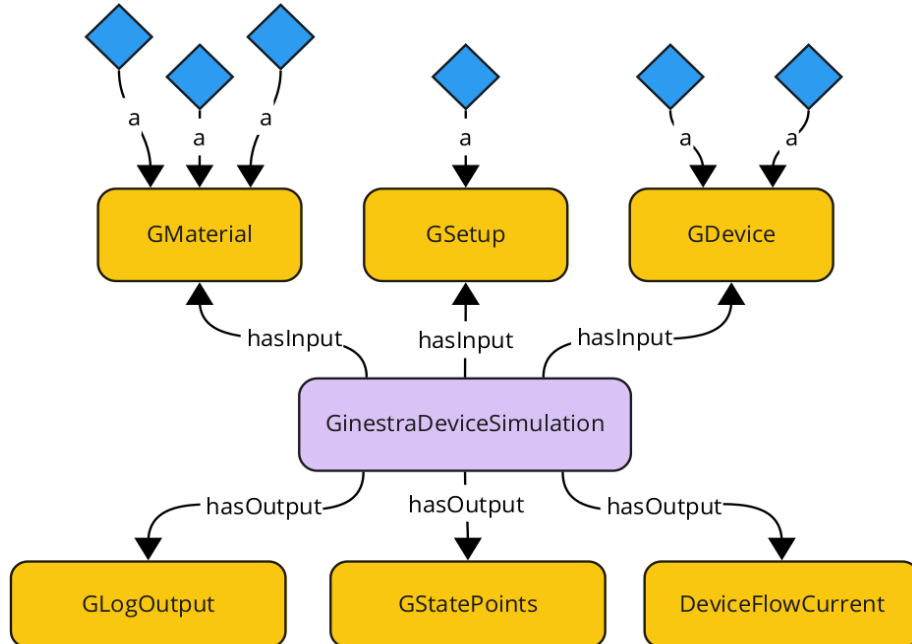 a
a
a
a
a
a
GMaterial
GSetup
GDevice
hasInput
hasInput
hasInput
GinestraDeviceSimulation
hasOutput
hasOutput
hasOutput
GLogOutput
GStatePoints
DeviceFlowCurrent